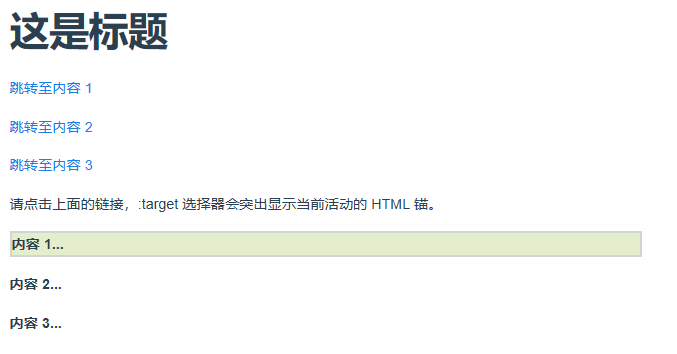 这是标题
跳转至内容 1
跳转至内容 2
跳转至内容 3
请点击上面的链接，:target 选择器会突出显示当前活动的 HTML 锚。
内容 1...
内容 2...
内容 3...